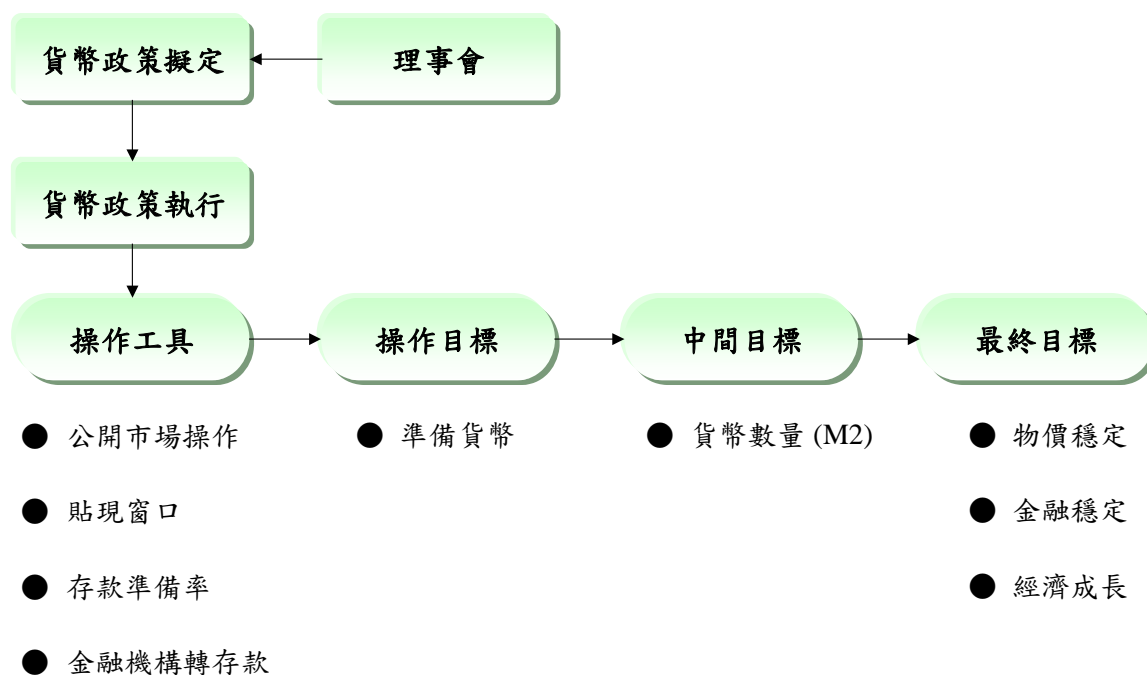 貨幣政策擬定
理事會
貨幣政策執行
操作工具
操作目標
中間目標
最終目標
● 公開市場操作
● 貼現窗口
● 存款準備率
● 金融機構轉存款
● 準備貨幣
● 貨幣數量 (M2)
● 物價穩定
● 金融穩定
● 經濟成長